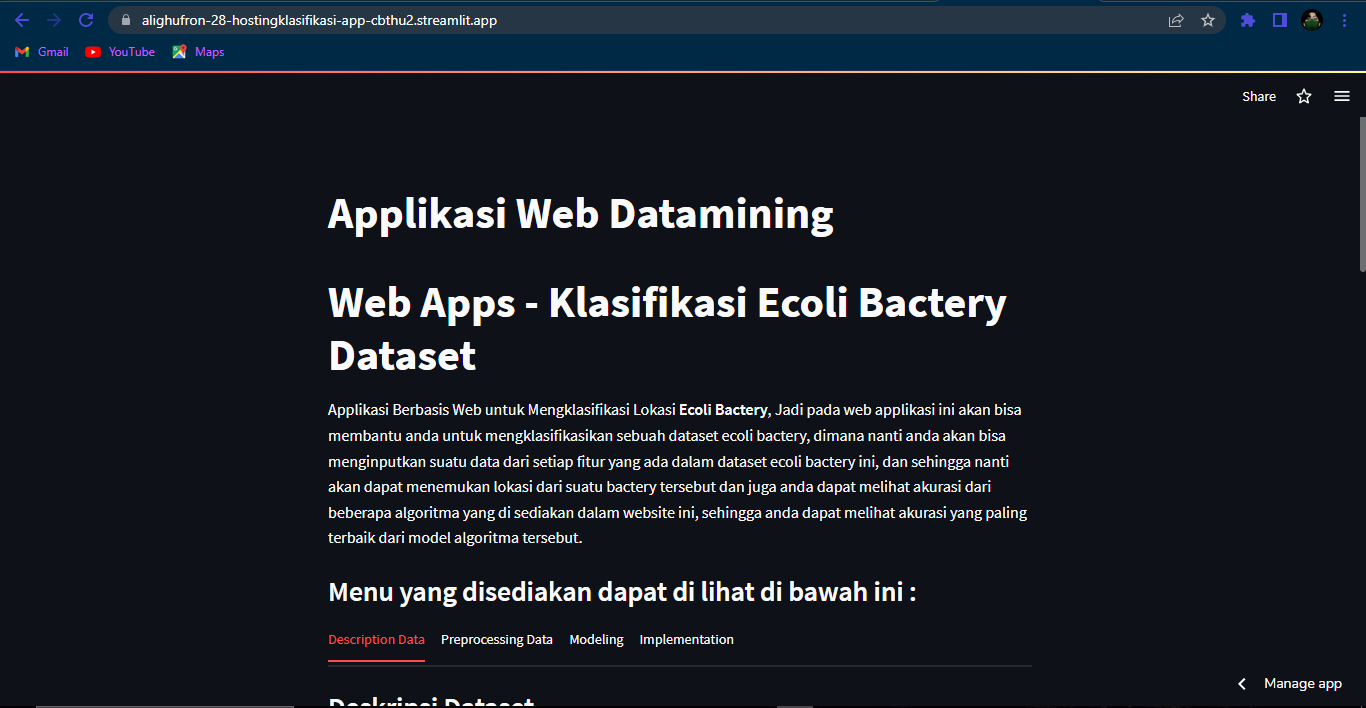 alighufron-28-hostingklasifikasi-app-cbthu2.streamlit.app
Gmail YouTube Maps
Share
Applikasi Web Datamining
Web Apps - Klasifikasi Ecoli Bactery
Dataset
Applikasi Berbasis Web untuk Mengklasifikasi Lokasi Ecoli Bactery, Jadi pada web applikasi ini akan bisa
membantu anda untuk mengklasifikasikan sebuah dataset ecoli bactery, dimana nanti anda akan bisa
menginputkan suatu data dari setiap fitur yang ada dalam dataset ecoli bactery ini, dan sehingga nanti
akan dapat menemukan lokasi dari suatu bactery tersebut dan juga anda dapat melihat akurasi dari
beberapa algoritma yang di sediakan dalam website ini, sehingga anda dapat melihat akurasi yang paling
terbaik dari model algoritma tersebut.
Menu yang disediakan dapat di lihat di bawah ini :
Description Data Preprocessing Data Modeling Implementation
Manage app
Deskripsi Dataset